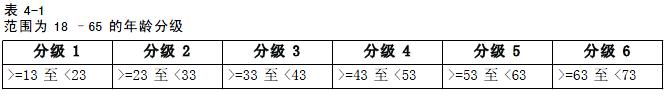 表 4-1
范围为 18 –65 的年龄分级
分级 1 分级 2 分级 3 分级 4 分级 5 分级 6
>=13 至 <23 >=23 至 <33 >=33 至 <43 >=43 至 <53 >=53 至 <63 >=63 至 <73